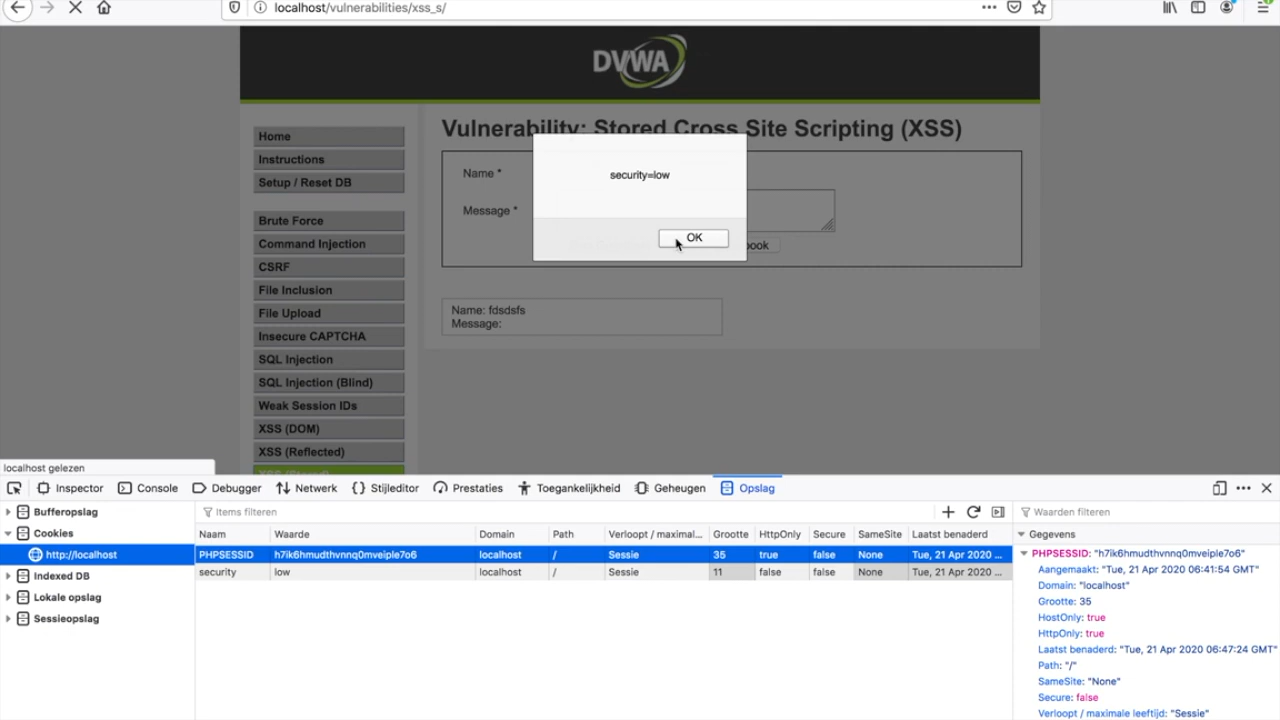 localhost/vulnerabilities/xss_s/
DVWA
Vulnerability: Stored Cross Site Scripting (XSS)
Home
Instructions
Setup / Reset DB
Brute Force
Command Injection
CSRF
File Inclusion
File Upload
Insecure CAPTCHA
SQL Injection
SQL Injection (Blind)
Weak Session IDs
XSS (DOM)
XSS (Reflected)
XSS (Stored)
Name *
Message *
security=low
OK
book
Name: fdsdsfs
Message:
localhost gelezen
Inspector Console Debugger Netwerk Stijleditor Prestaties Toegankelijkheid Geheugen Opslag
Bufferopslag
Cookies
http://localhost
Indexed DB
Lokale opslag
Sessieopslag
Items filteren
Naam Waarde Domain Path Verloopt / maximal... Grootte HttpOnly Secure SameSite Laatst benaderd
PHPSESSID h7ik6hmudthvnnq0mveiple7o6 localhost / Sessie 35 true false None Tue, 21 Apr 2020 ...
security low localhost / Sessie 11 false false None Tue, 21 Apr 2020 ...
Waarden filteren
Gegevens
PHPSESSID: "h7ik6hmudthvnnq0mveiple7o6"
Aangemaakt: "Tue, 21 Apr 2020 06:41:54 GMT"
Domain: "localhost"
Grootte: 35
HostOnly: true
HttpOnly: true
Laatst benaderd: "Tue, 21 Apr 2020 06:47:24 GMT"
Path: "/"
SameSite: "None"
Secure: false
Verloopt / maximale leeftijd: "Sessie"